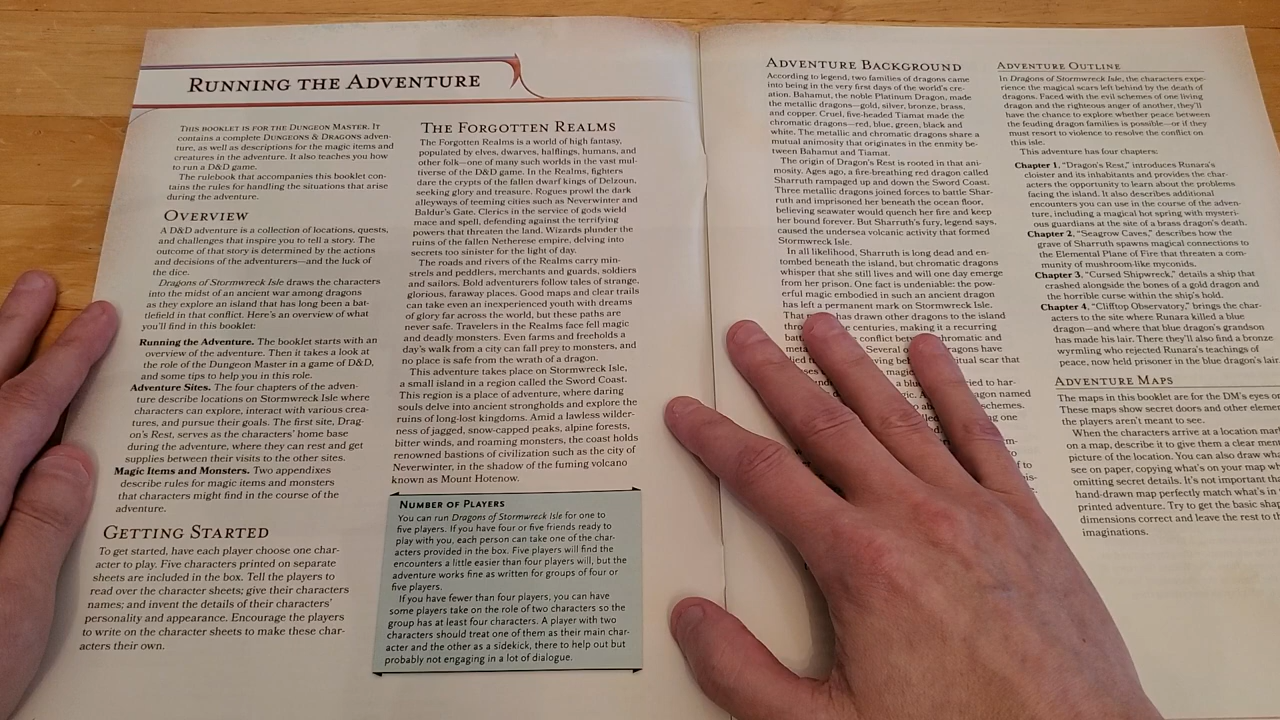 RUNNING THE ADVENTURE
THIS BOOKLET IS FOR THE DUNGEON MASTER. IT
contains a complete DUNGEONS & DRAGONS adven-
ture, as well as descriptions for the magic items and
creatures in the adventure. It also teaches you how
to run a D&D game.
The rulebook that accompanies this booklet con-
tains the rules for handling the situations that arise
during the adventure.
OVERVIEW
A D&D adventure is a collection of locations, quests,
and challenges that inspire you to tell a story. The
outcome of that story is determined by the actions
and decisions of the adventurers—and the luck of
the dice.
Dragons of Stormwreck Isle draws the characters
into the midst of an ancient war among dragons
as they explore an island that has long been a bat-
tlefield in that conflict. Here's an overview of what
you'll find in this booklet:
Running the Adventure. The booklet starts with an
overview of the adventure. Then it takes a look at
the role of the Dungeon Master in a game of D&D,
and some tips to help you in this role.
Adventure Sites. The four chapters of the adven-
ture describe locations on Stormwreck Isle where
characters can explore, interact with various crea-
tures, and pursue their goals. The first site, Drag-
on's Rest, serves as the characters' home base
during the adventure, where they can rest and get
supplies between their visits to the other sites.
Magic Items and Monsters. Two appendixes
describe rules for magic items and monsters
that characters might find in the course of the
adventure.
GETTING STARTED
To get started, have each player choose one char-
acter to play. Five characters printed on separate
sheets are included in the box. Tell the players to
read over the character sheets; give their characters
names; and invent the details of their characters'
personality and appearance. Encourage the players
to write on the character sheets to make these char-
acters their own.
THE FORGOTTEN REALMS
The Forgotten Realms is a world of high fantasy,
populated by elves, dwarves, halflings, humans, and
other folk—one of many such worlds in the vast mul-
tiverse of the D&D game. In the Realms, fighters
dare the crypts of the fallen dwarf kings of Delzoun,
seeking glory and treasure. Rogues prowl the dark
alleyways of teeming cities such as Neverwinter and
Baldur's Gate. Clerics in the service of gods wield
mace and spell, defending against the terrifying
powers that threaten the land. Wizards plunder the
ruins of the fallen Netherese empire, delving into
secrets too sinister for the light of day.
The roads and rivers of the Realms carry min-
strels and peddlers, merchants and guards, soldiers
and sailors. Bold adventurers follow tales of strange,
glorious, faraway places. Good maps and clear trails
can take even an inexperienced youth with dreams
of glory far across the world, but these paths are
never safe. Travelers in the Realms face fell magic
and deadly monsters. Even farms and freeholds a
day's walk from a city can fall prey to monsters, and
no place is safe from the wrath of a dragon.
This adventure takes place on Stormwreck Isle,
a small island in a region called the Sword Coast.
This region is a place of adventure, where daring
souls delve into ancient strongholds and explore the
ruins of long-lost kingdoms. Amid a lawless wilder-
ness of jagged, snow-capped peaks, alpine forests,
bitter winds, and roaming monsters, the coast holds
renowned bastions of civilization such as the city of
Neverwinter, in the shadow of the fuming volcano
known as Mount Hotenow.
NUMBER OF PLAYERS
You can run Dragons of Stormwreck Isle for one to
five players. If you have four or five friends ready to
play with you, each person can take one of the char-
acters provided in the box. Five players will find the
encounters a little easier than four players will, but the
adventure works fine as written for groups of four or
five players.
If you have fewer than four players, you can have
some players take on the role of two characters so the
group has at least four characters. A player with two
characters should treat one of them as their main char-
acter and the other as a sidekick, there to help out but
probably not engaging in a lot of dialogue.
ADVENTURE BACKGROUND
According to legend, two families of dragons came
into being in the very first days of the world's cre-
ation. Bahamut, the noble Platinum Dragon, made
the metallic dragons—gold, silver, bronze, brass,
and copper. Cruel, five-headed Tiamat made the
chromatic dragons—red, blue, green, black and
white. The metallic and chromatic dragons share a
mutual animosity that originates in the enmity be-
tween Bahamut and Tiamat.
The origin of Dragon's Rest is rooted in that ani-
mosity. Ages ago, a fire-breathing red dragon called
Sharruth rampaged up and down the Sword Coast.
Three metallic dragons joined forces to battle Shar-
ruth and imprisoned her beneath the ocean floor,
believing seawater would quench her fire and keep
her bound forever. But Sharruth's fury, legend says,
caused the undersea volcanic activity that formed
Stormwreck Isle.
In all likelihood, Sharruth is long dead and en-
tombed beneath the island, but chromatic dragons
whisper that she still lives and will one day emerge
from her prison. One fact is undeniable: the pow-
erful magic embodied in such an ancient dragon
has left a permanent mark on Stormwreck Isle.
That has drawn other dragons to the island
centuries, making it a recurring
conflict between chromatic and
Several dragons have
ritual scar that
magic
a blue tried to har-
dragon named
schemes.
one
ADVENTURE OUTLINE
In Dragons of Stormwreck Isle, the characters expe-
rience the magical scars left behind by the death of
dragons. Faced with the evil schemes of one living
dragon and the righteous anger of another, they'll
have the chance to explore whether peace between
the feuding dragon families is possible—or if they
must resort to violence to resolve the conflict on
this isle.
This adventure has four chapters:
Chapter 1, "Dragon's Rest," introduces Runara's
cloister and its inhabitants and provides the char-
acters the opportunity to learn about the problems
facing the island. It also describes additional
encounters you can use in the course of the adven-
ture, including a magical hot spring with mysteri-
ous guardians at the site of a brass dragon's death.
Chapter 2, "Seagrow Caves," describes how the
grave of Sharruth spawns magical connections to
the Elemental Plane of Fire that threaten a com-
munity of mushroom-like myconids.
Chapter 3, "Cursed Shipwreck," details a ship that
crashed alongside the bones of a gold dragon and
the horrible curse within the ship's hold.
Chapter 4, "Clifftop Observatory," brings the char-
acters to the site where Runara killed a blue
dragon—and where that blue dragon's grandson
has made his lair. There they'll also find a bronze
wyrmling who rejected Runara's teachings of
peace, now held prisoner in the blue dragon's lair.
ADVENTURE MAPS
The maps in this booklet are for the DM's eyes
These maps show secret doors and other
the players aren't meant to see.
When the characters arrive at a location
on a map, describe it to give them a clear
picture of the location. You can also draw
see on paper, copying what's on your map
omitting secret details. It's not important
hand-drawn map perfectly match what's in
printed adventure. Try to get the basic
dimensions correct and leave the rest to
imaginations.